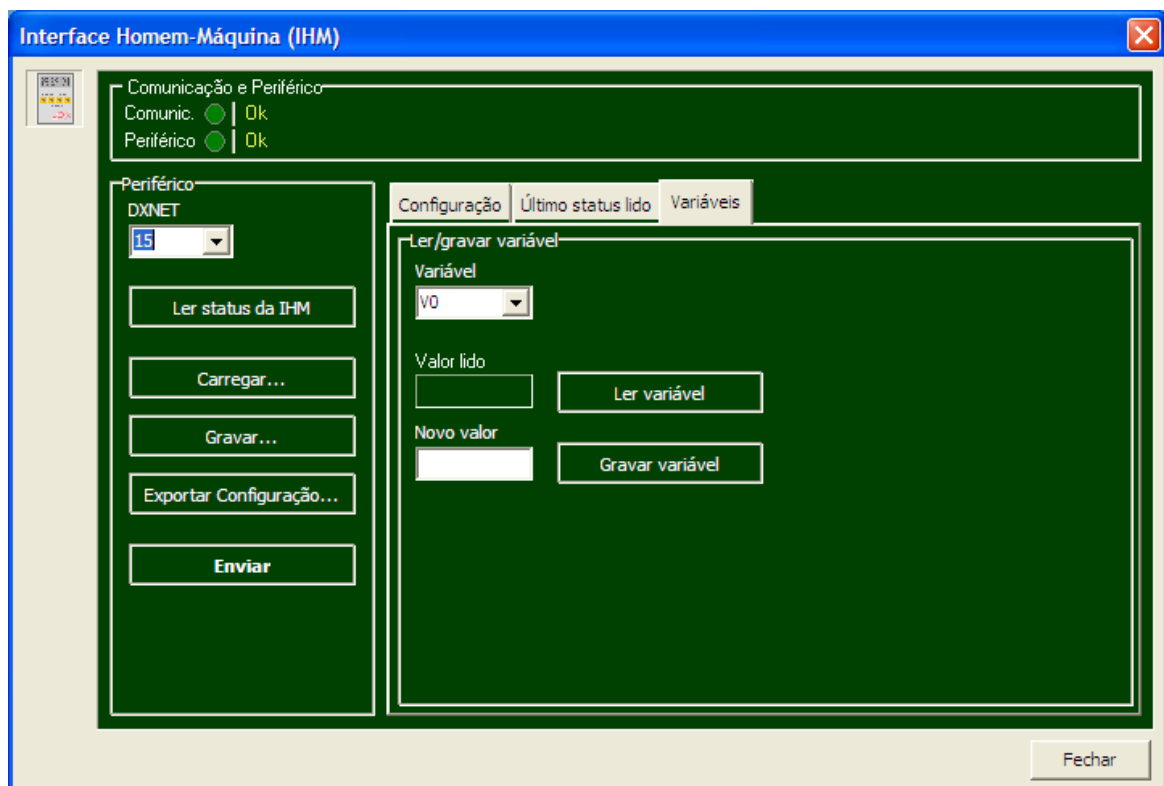 Interface Homem-Máquina (IHM)
Comunicação e Periférico
Comunic. Ok
Periférico Ok
Periférico
DXNET
15
Ler status da IHM
Carregar...
Gravar...
Exportar Configuração...
Enviar
Configuração Último status lido Variáveis
Ler/gravar variável
Variável
V0
Valor lido
Ler variável
Novo valor
Gravar variável
Fechar